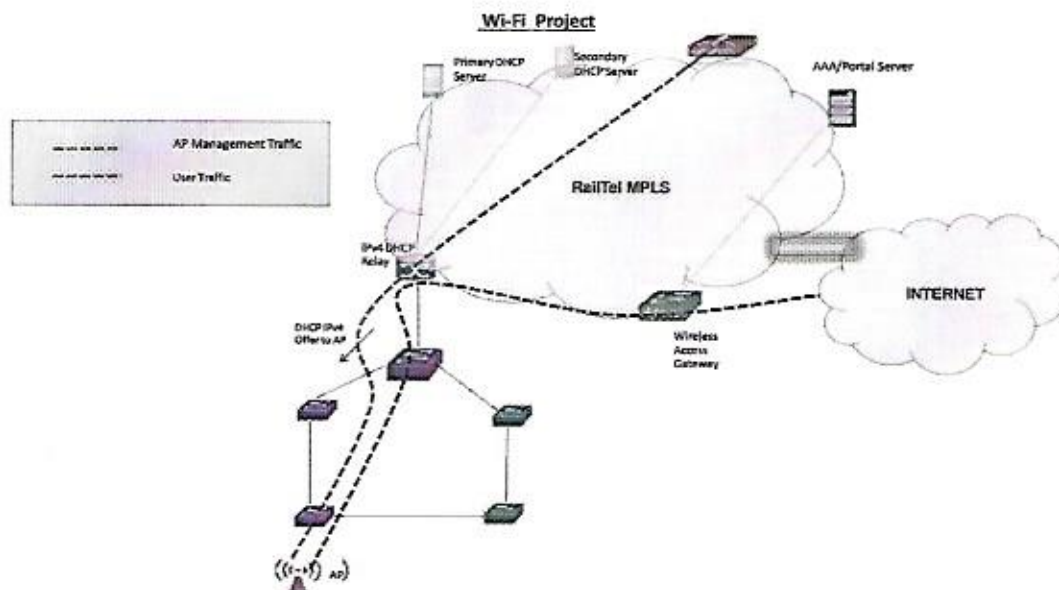 Wi-Fi Project
Primary DHCP
Server
Secondary
DHCP Server
AAA/Portal Server
AP Management Traffic
User Traffic
RailTel MPLS
IPv4 DHCP
Relay
INTERNET
DHCP IPv4
Offer to AP
Wireless
Access
Gateway
AP